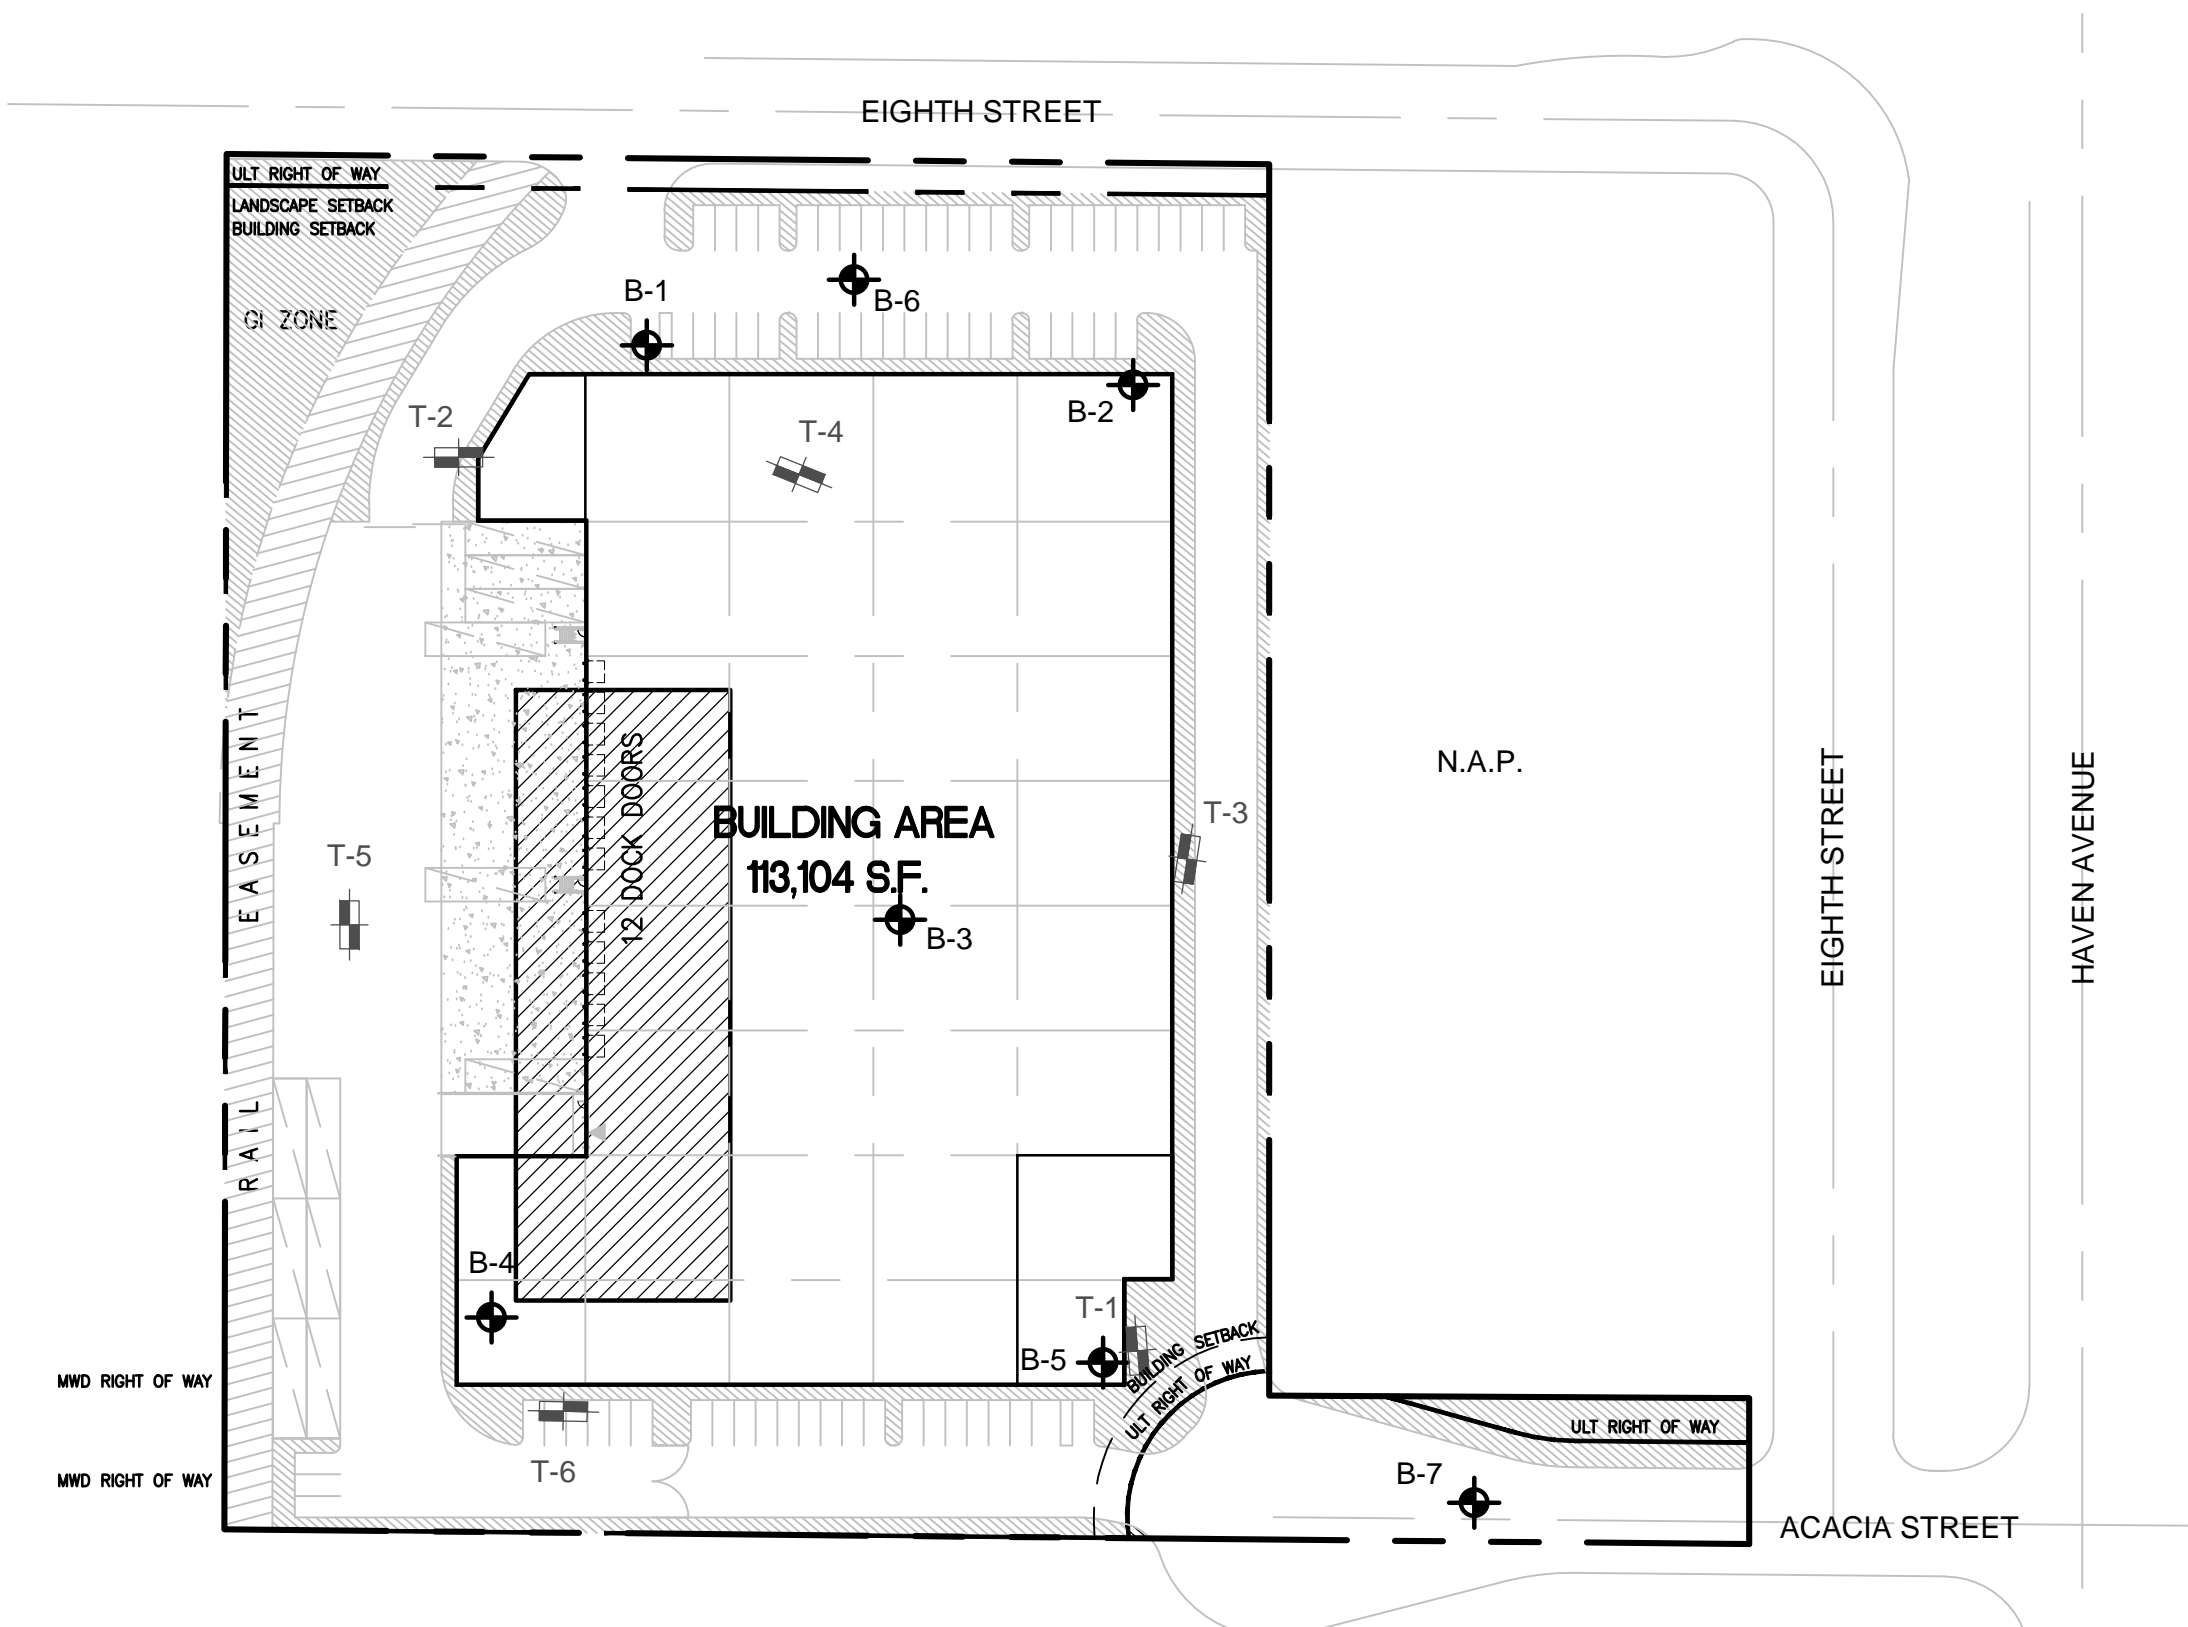 EIGHTH STREET
ULT RIGHT OF WAY
LANDSCAPE SETBACK
BUILDING SETBACK
GI ZONE
B-1
B-6
B-2
T-2
T-4
12 DOCK DOORS
BUILDING AREA
113,104 S.F.
T-3
N.A.P.
EIGHTH STREET
HAVEN AVENUE
T-5
B-3
RAIL EASEMENT
B-4
T-1
B-5
BUILDING SETBACK
ULT RIGHT OF WAY
MWD RIGHT OF WAY
ULT RIGHT OF WAY
T-6
MWD RIGHT OF WAY
B-7
ACACIA STREET